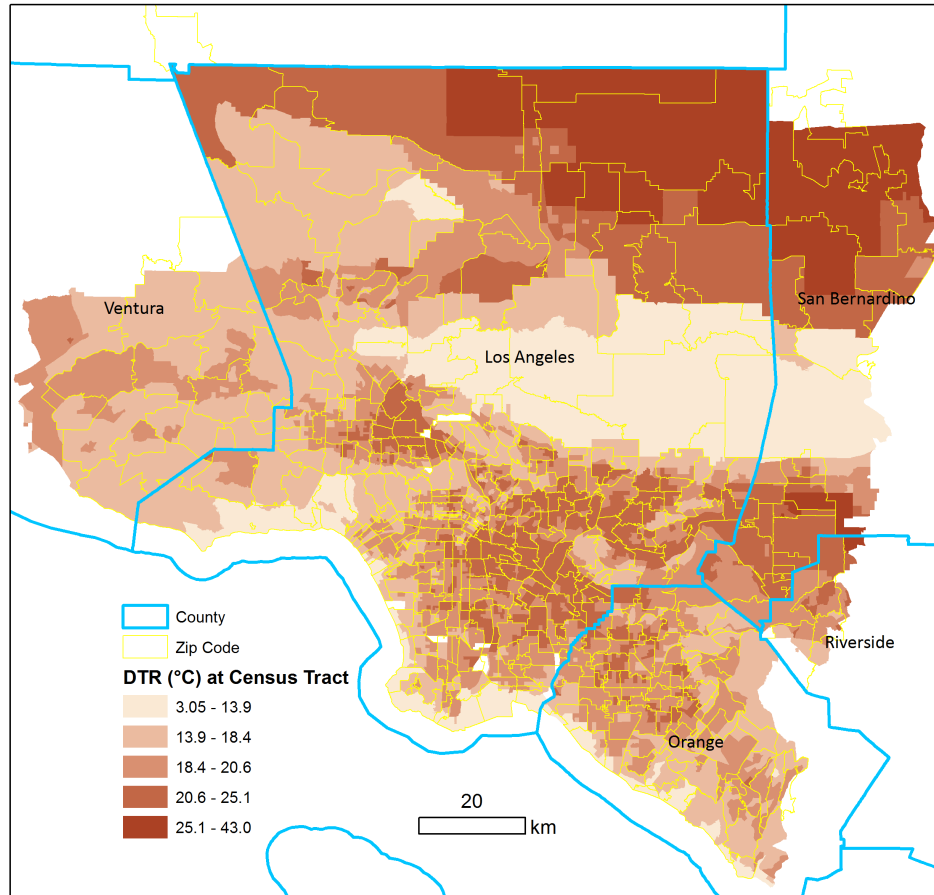 Ventura
San Bernardino
Los Angeles
County
Zip Code
Riverside
DTR (°C) at Census Tract
3.05 - 13.9
13.9 - 18.4
Orange
18.4 - 20.6
20.6 - 25.1
20
25.1 - 43.0
km